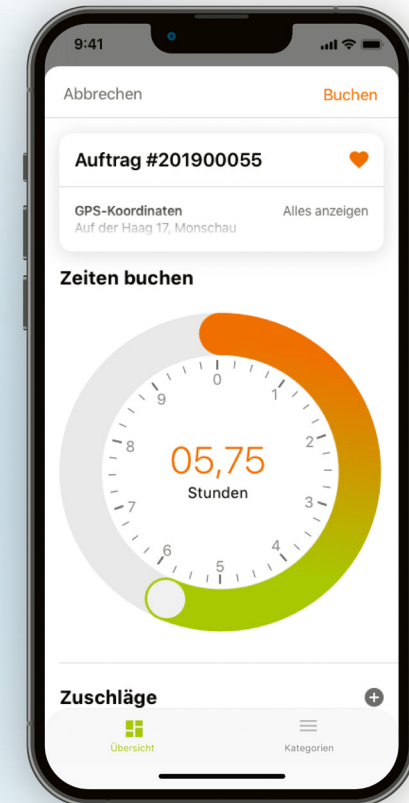 9:41
Abbrechen Buchen
Auftrag #201900055
GPS-Koordinaten Alles anzeigen
Auf der Haag 17, Monschau
Zeiten buchen
0
1
2
3
4
5
6
7
8
9
05,75
Stunden
Zuschläge
Übersicht Kategorien